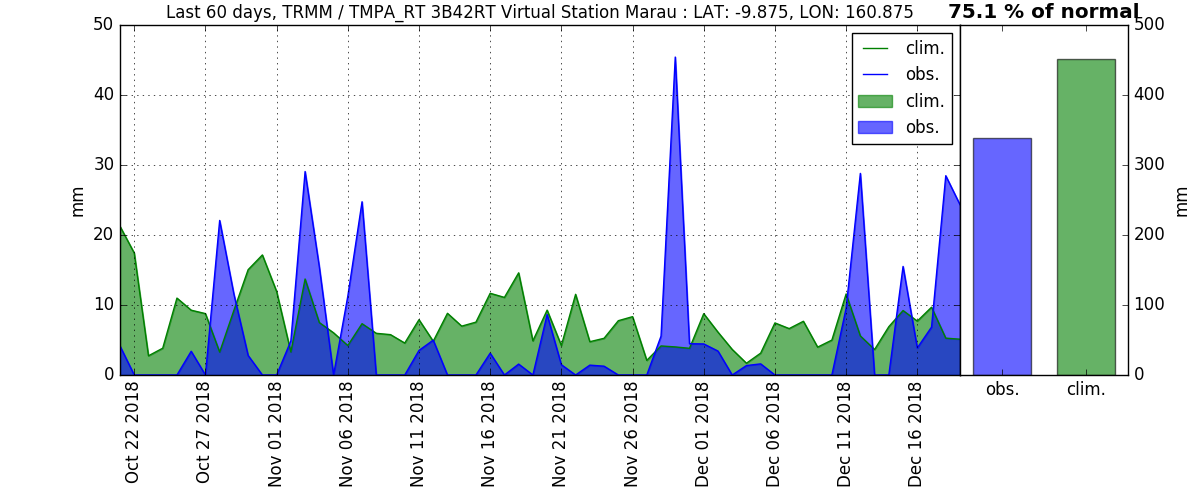 Last 60 days, TRMM / TMPA_RT 3B42RT Virtual Station Marau : LAT: -9.875, LON: 160.875
75.1 % of normal
50
40
30
20
10
0
mm
clim.
obs.
clim.
obs.
500
400
300
200
100
0
mm
obs.
clim.
Oct 22 2018
Oct 27 2018
Nov 01 2018
Nov 06 2018
Nov 11 2018
Nov 16 2018
Nov 21 2018
Nov 26 2018
Dec 01 2018
Dec 06 2018
Dec 11 2018
Dec 16 2018